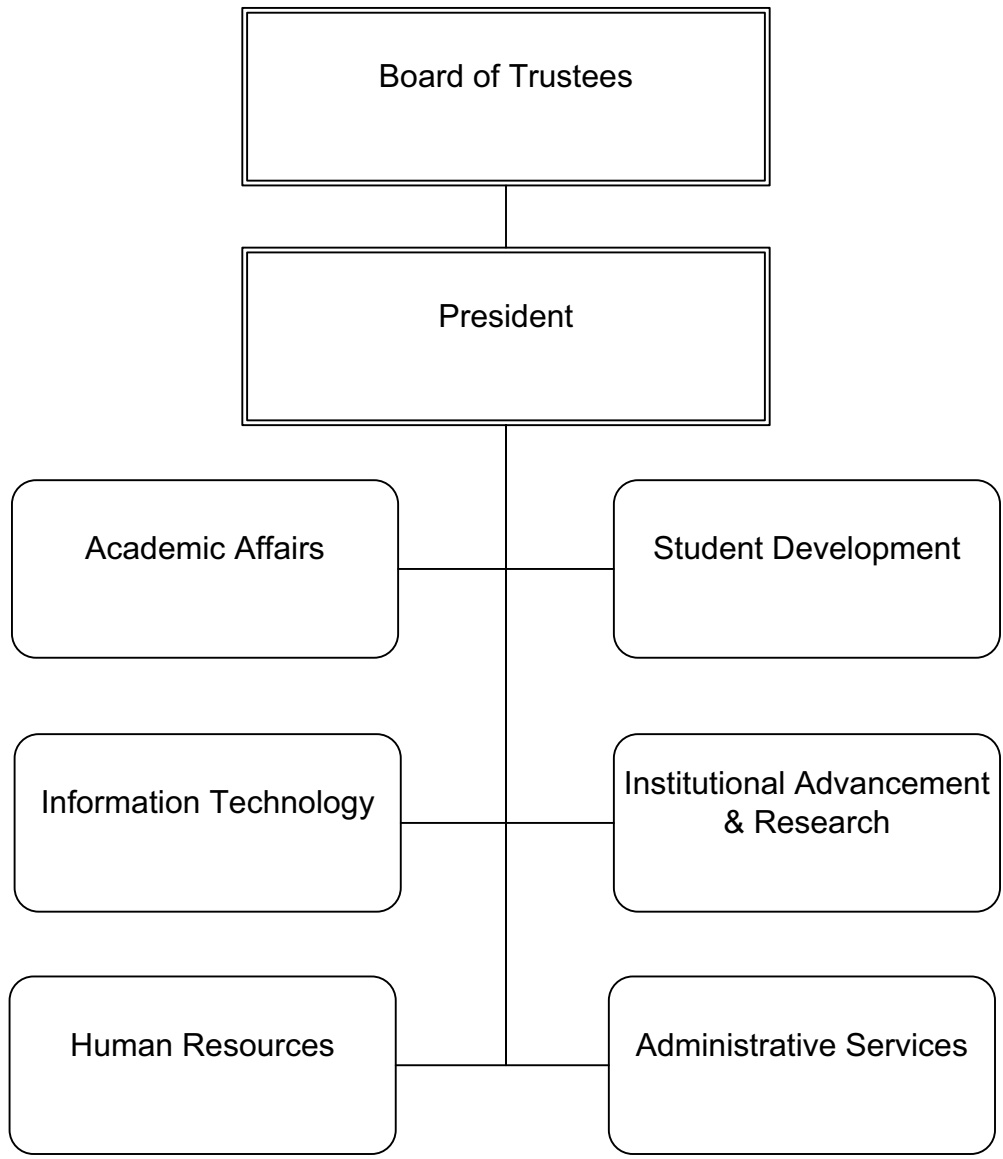 Board of Trustees
President
Academic Affairs
Student Development
Information Technology
Institutional Advancement
& Research
Human Resources
Administrative Services